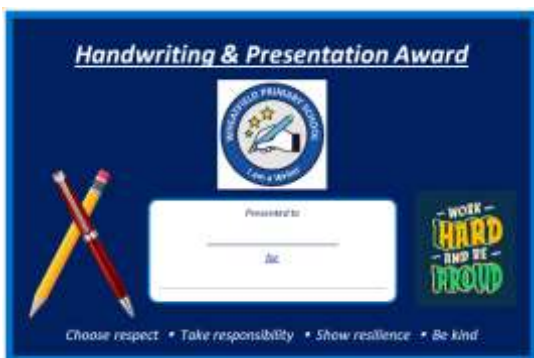 Handwriting & Presentation Award
WHEATFIELD PRIMARY SCHOOL
I am a Writer
Presented to
for
WORK
HARD
AND BE
PROUD
Choose respect • Take responsibility • Show resilience • Be kind